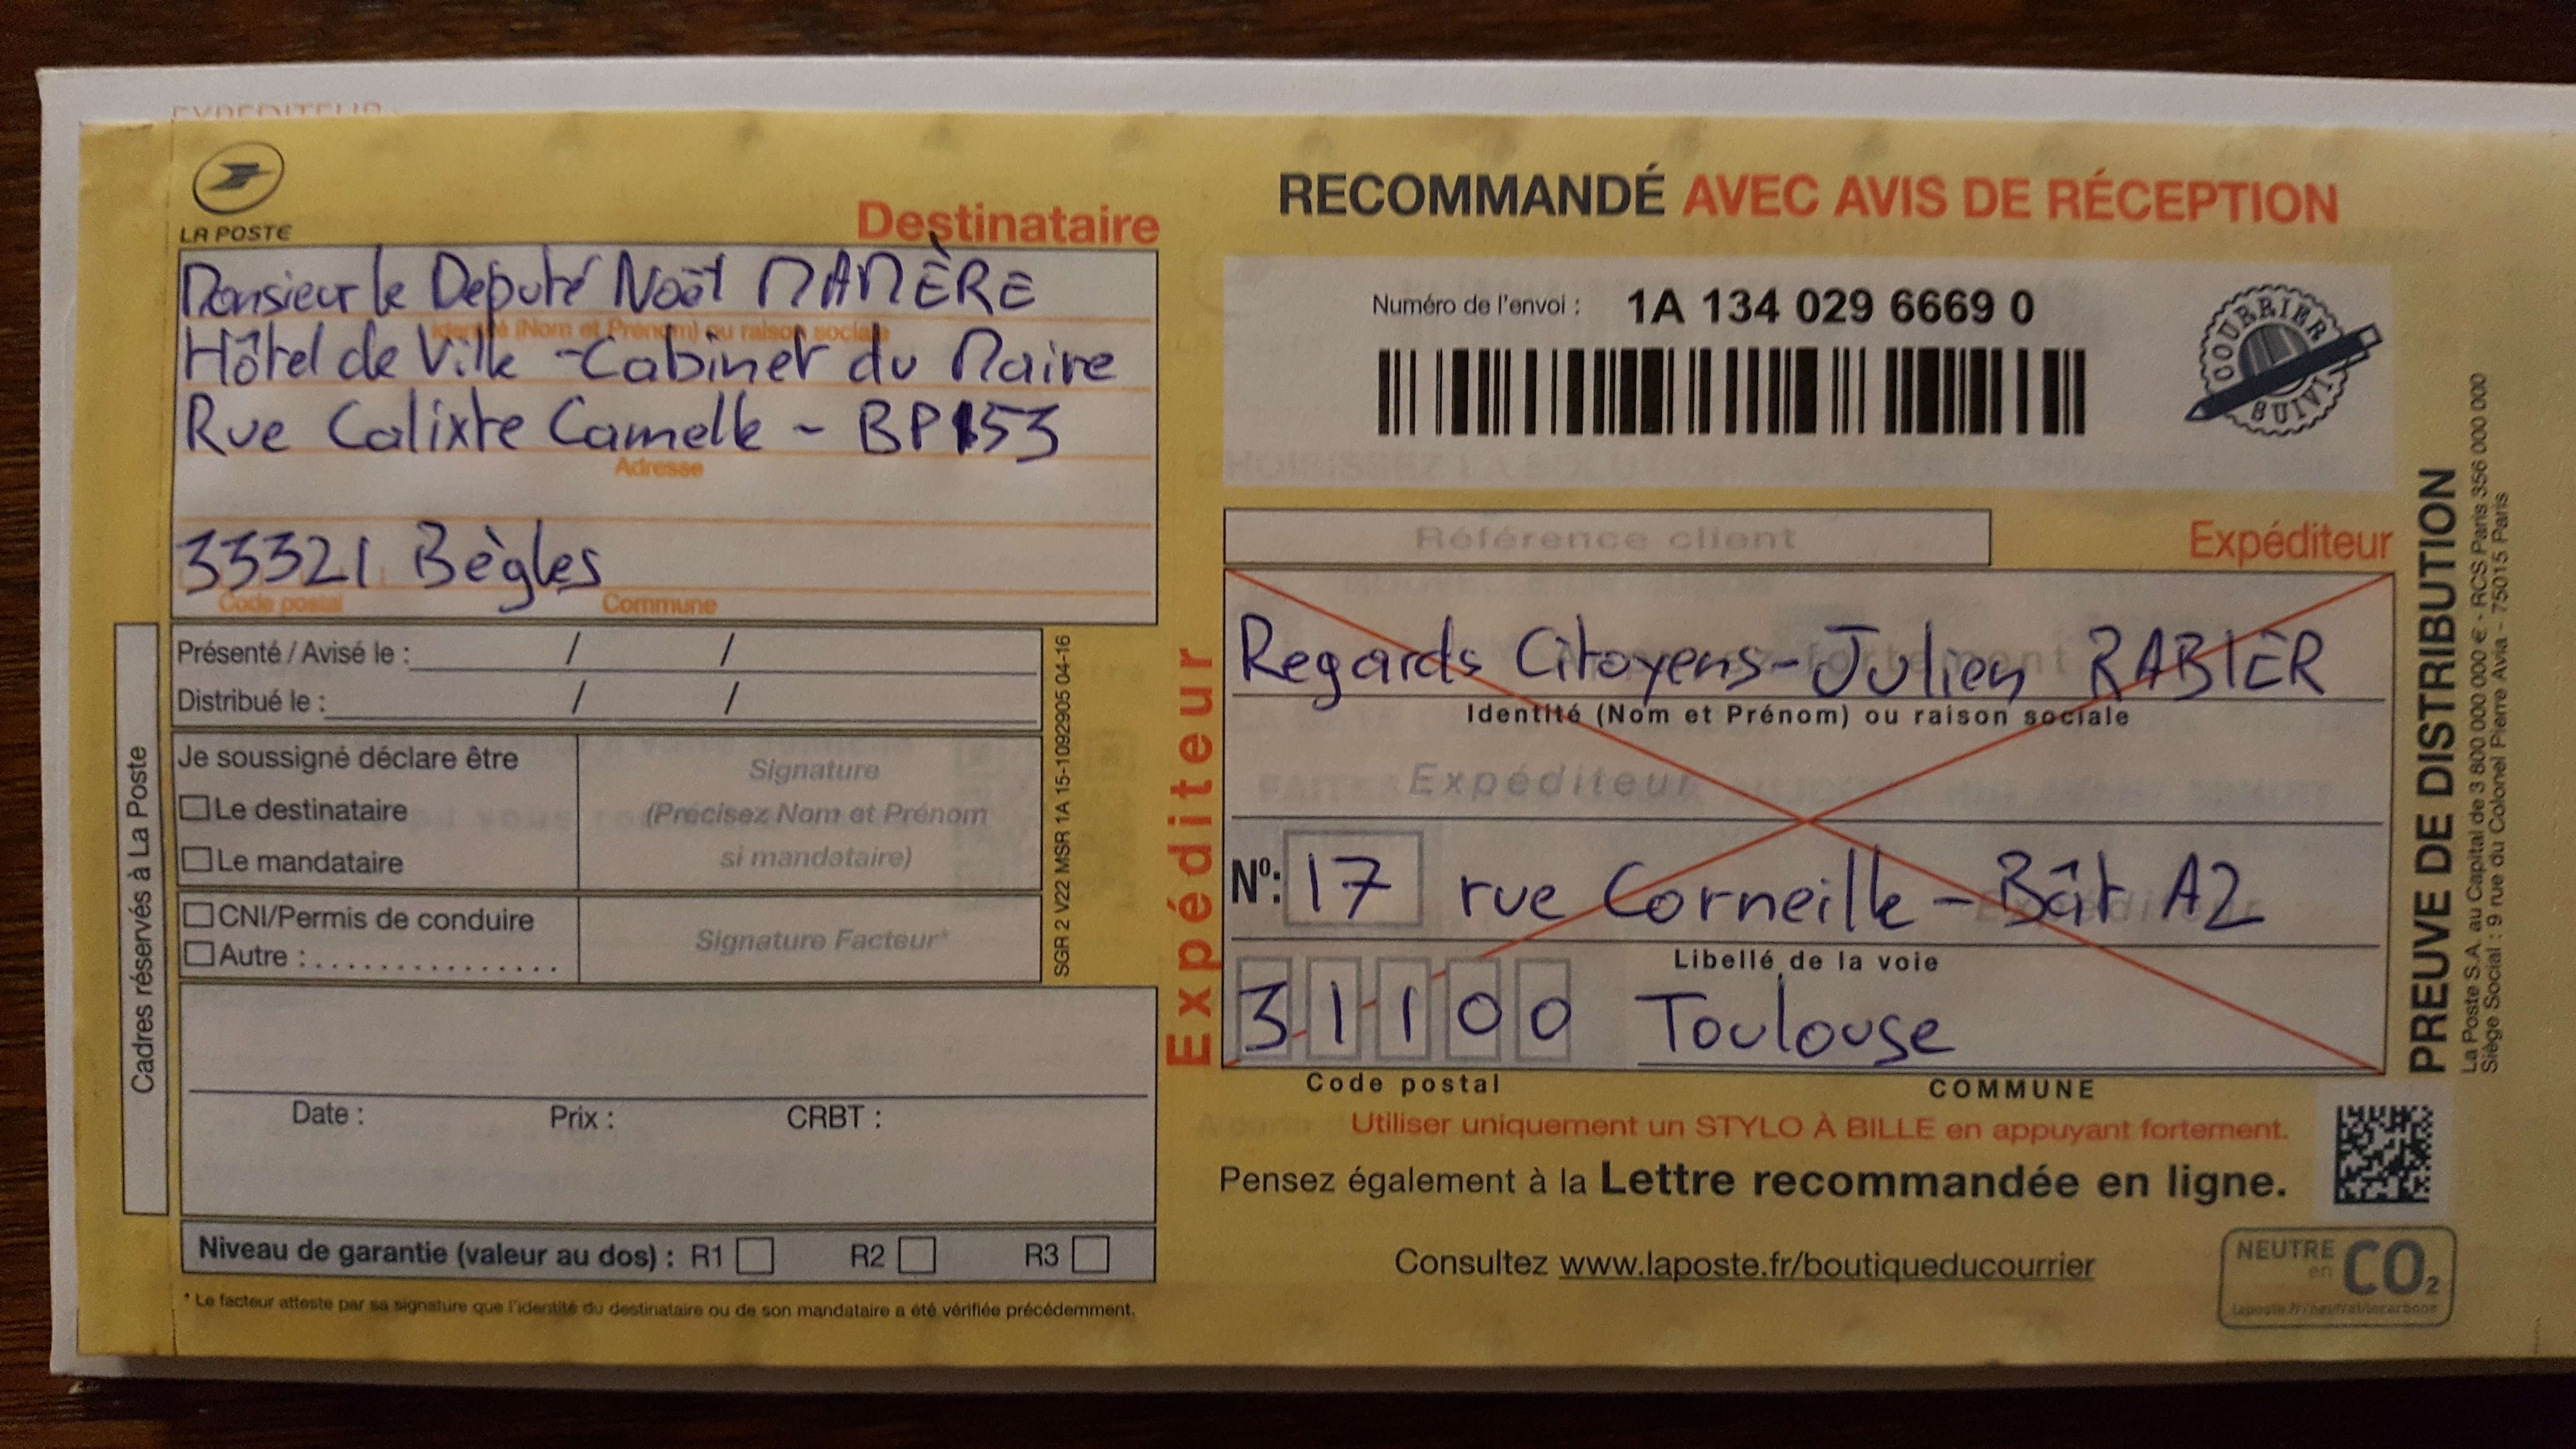 LA POSTE
Destinataire
Monsieur le Député Noël MAMÈRE
Identité (Nom et Prénom) ou raison sociale
Hôtel de Ville - Cabinet du Maire
Rue Calixte Camelle - BP153
Adresse
33321 Bègles
Code postal Commune
Cadres réservés à La Poste
Présenté / Avisé le : / /
Distribué le : / /
Je soussigné déclare être
Le destinataire
Le mandataire
Signature
(Précisez Nom et Prénom
si mandataire)
CNI/Permis de conduire
Autre : ................
Signature Facteur*
SGR 2 V22 MSR 1A 15-1092905 04-16
Date : Prix : CRBT :
Niveau de garantie (valeur au dos) : R1 R2 R3
* Le facteur atteste par sa signature que l'identité du destinataire ou de son mandataire a été vérifiée précédemment.
RECOMMANDÉ AVEC AVIS DE RÉCEPTION
Numéro de l'envoi : 1A 134 029 6669 0
COURRIER SUIVI
Référence client
Expéditeur
Expéditeur
Regards Citoyens - Julien RABIER
Identité (Nom et Prénom) ou raison sociale
Expéditeur
N°: 17 rue Corneille - Bât A2
Libellé de la voie
31100 Toulouse
Code postal COMMUNE
Utiliser uniquement un STYLO À BILLE en appuyant fortement.
Pensez également à la Lettre recommandée en ligne.
Consultez www.laposte.fr/boutiqueducourrier
NEUTRE en CO2
laposte.fr/neutralitecarbone
PREUVE DE DISTRIBUTION
La Poste S.A. au Capital de 3 800 000 000 € - RCS Paris 356 000 000
Siège Social : 9 rue du Colonel Pierre Avia - 75015 Paris